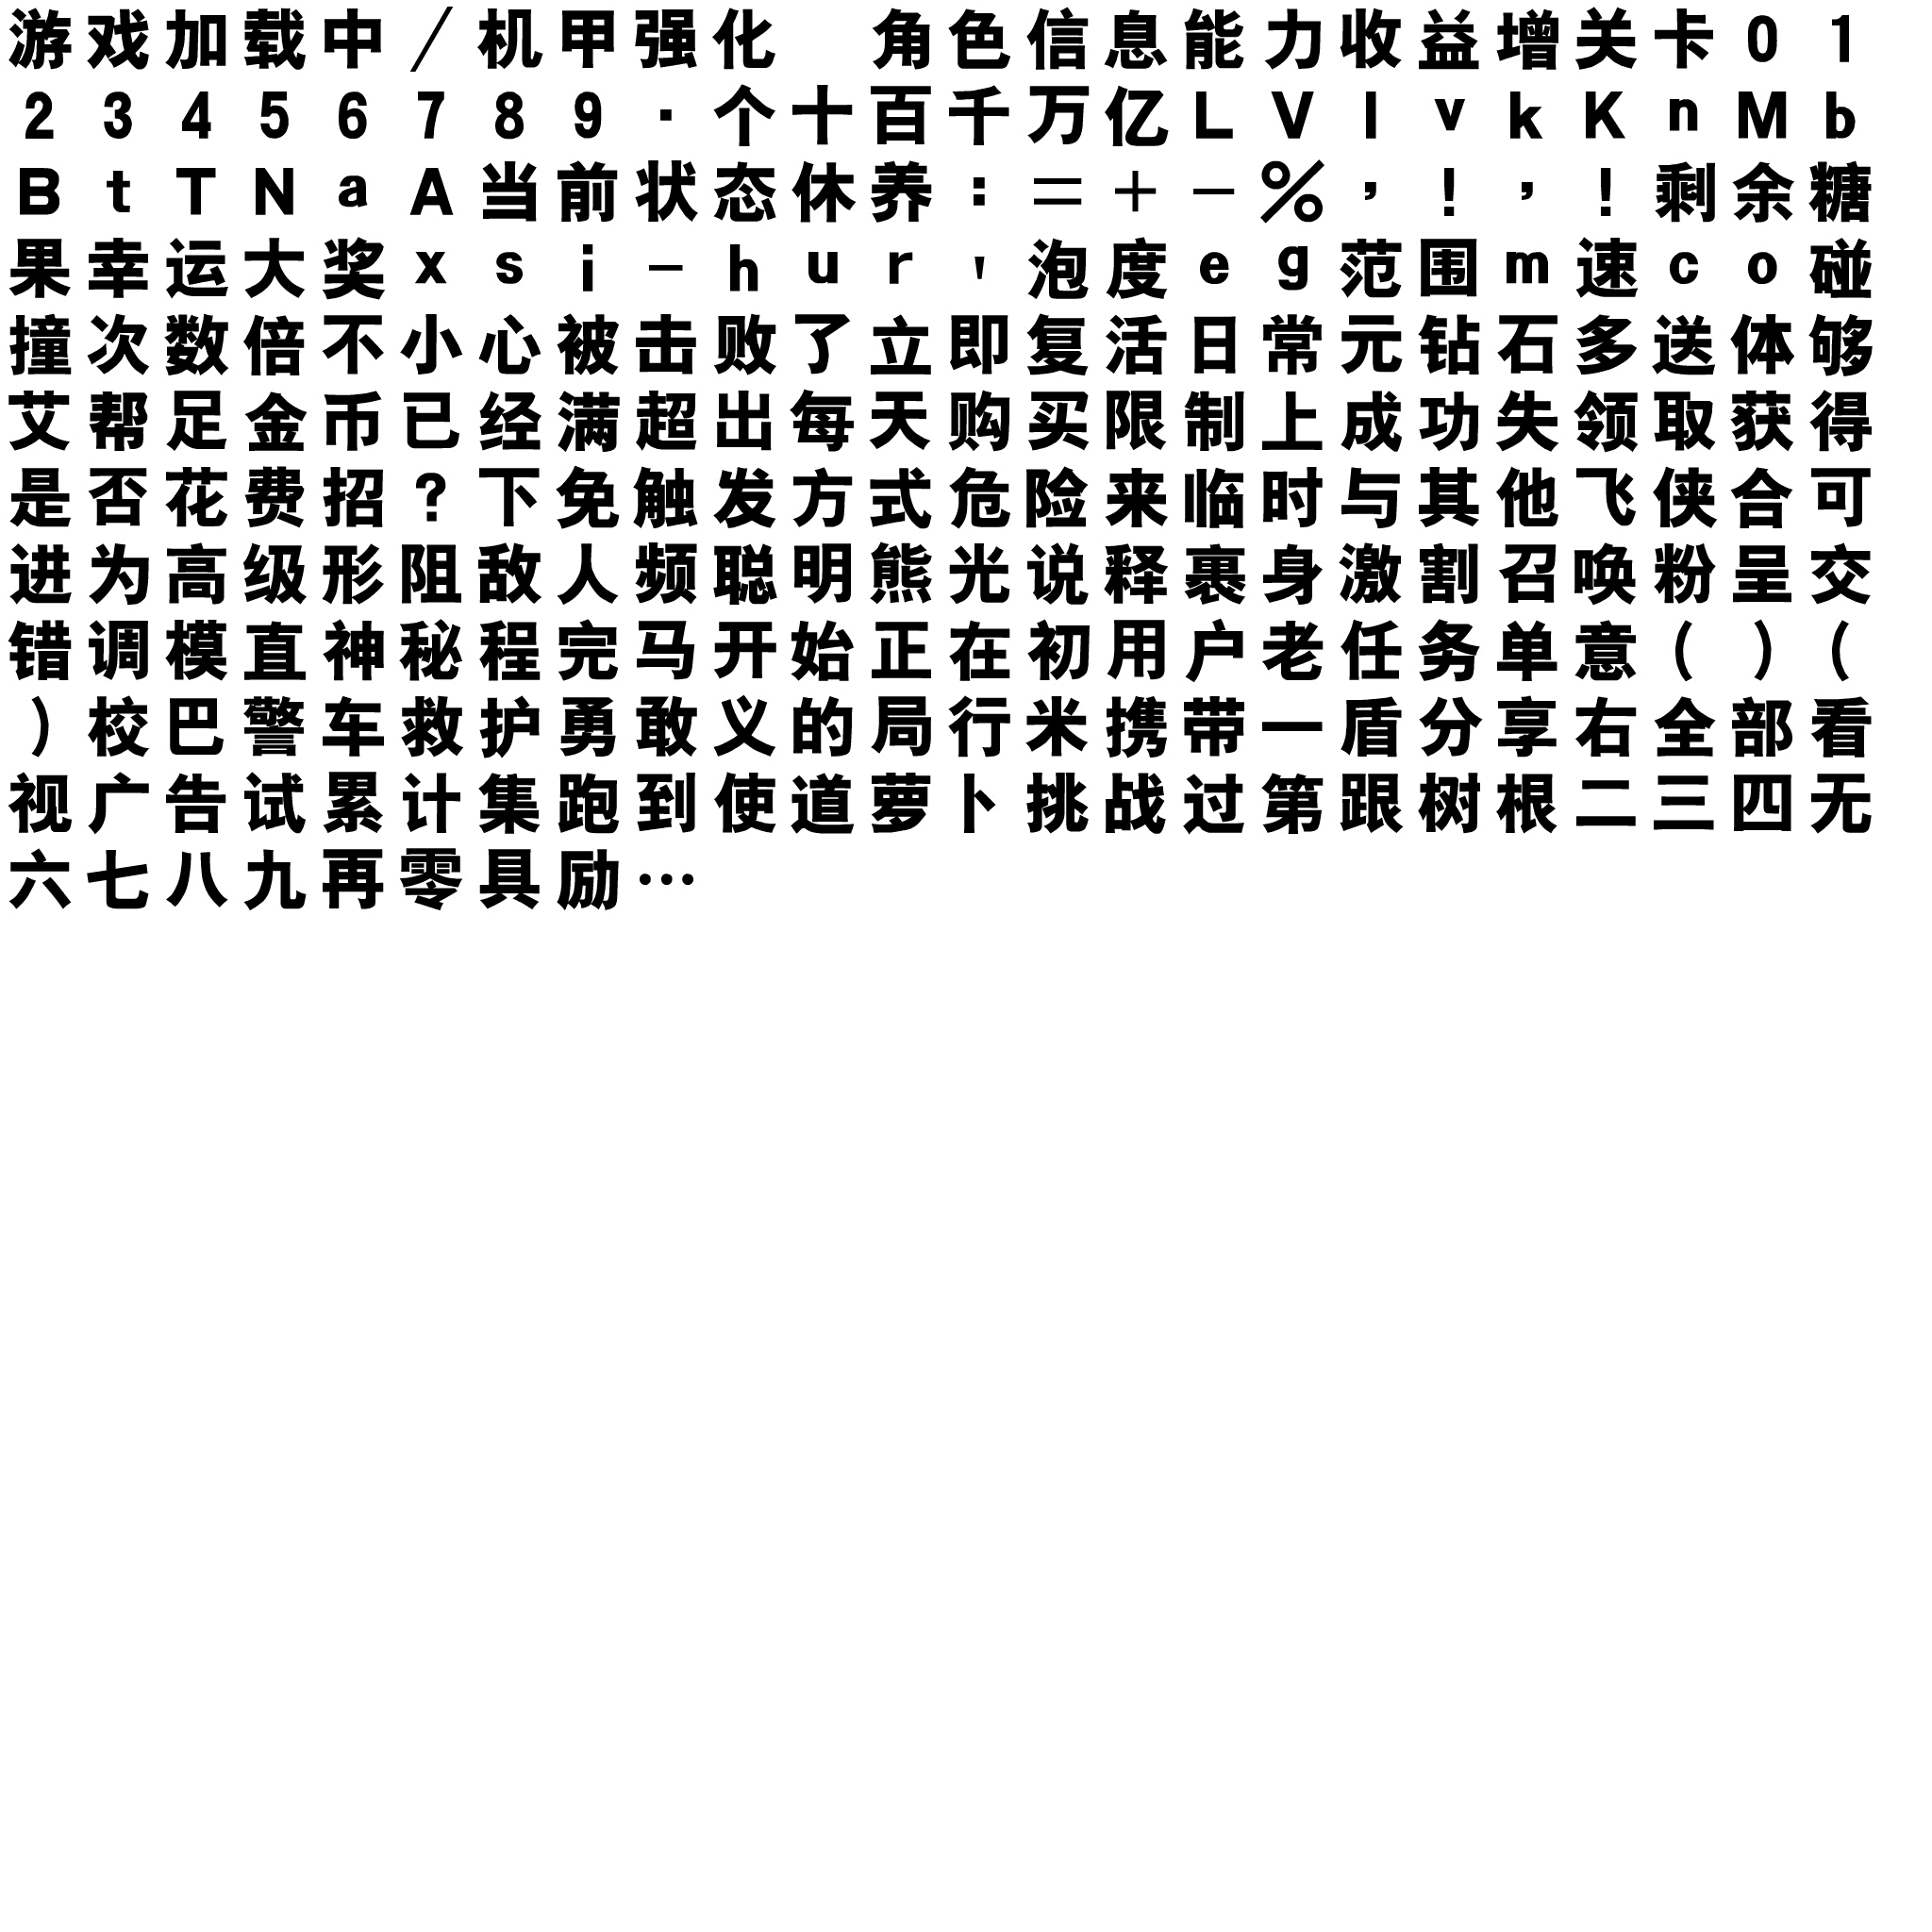 游戏加载中/机甲强化 角色信息能力收益增关卡01
23456789·个十百千万亿LVlvkKnMb
BtTNaA当前状态休养:=+-%,!,!剩余糖
果幸运大奖xsi-hur'泡度eg范围m速co碰
撞次数倍不小心被击败了立即复活日常元钻石多送体够
艾帮足金币已经满超出每天购买限制上成功失领取获得
是否花费招?下免触发方式危险来临时与其他飞侠合可
进为高级形阻敌人频聪明熊光说释裹身激割召唤粉呈交
错调模直神秘程完马开始正在初用户老任务单意()(
)校巴警车救护勇敢义的局行米携带一盾分享右全部看
视广告试累计集跑到使道萝卜挑战过第跟树根二三四无
六七八九再零具励…